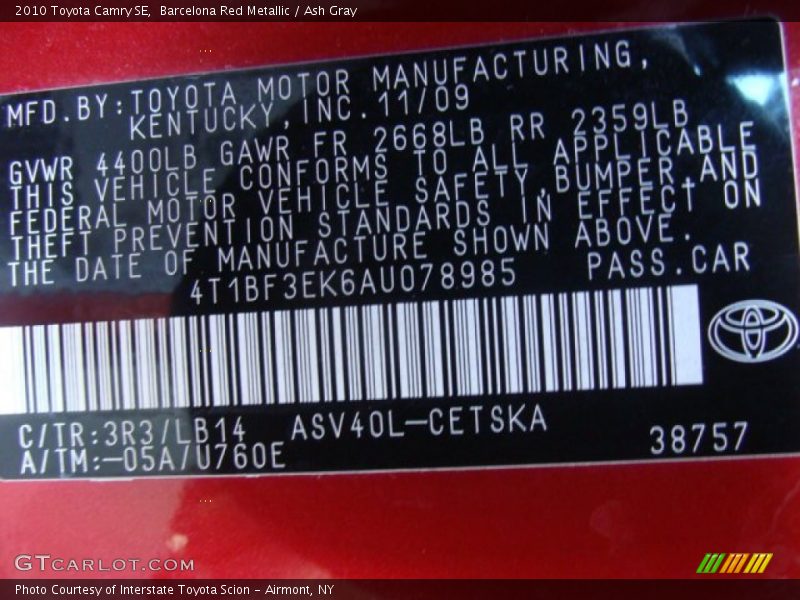 2010 Toyota Camry SE,  Barcelona Red Metallic / Ash Gray
MFD.BY:TOYOTA MOTOR MANUFACTURING,
KENTUCKY,INC.11/09
GVWR 4400LB GAWR FR 2668LB RR 2359LB
THIS VEHICLE CONFORMS TO ALL APPLICABLE
FEDERAL MOTOR VEHICLE SAFETY,BUMPER,AND
THEFT PREVENTION STANDARDS IN EFFECT ON
THE DATE OF MANUFACTURE SHOWN ABOVE.
4T1BF3EK6AU078985 PASS.CAR
C/TR:3R3/LB14 ASV40L-CETSKA
A/TM:-05A/U760E 38757
GTCARLOT.COM
Photo Courtesy of Interstate Toyota Scion - Airmont, NY